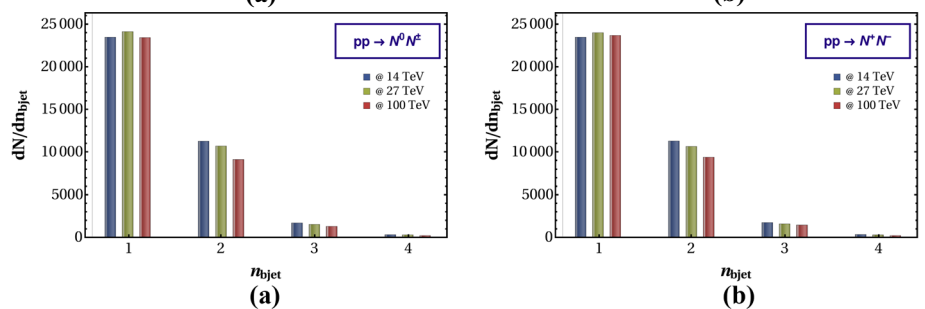 (a)
(b)
25 000
20 000
15 000
10 000
5000
0
dN/dn_bjet
pp → N⁰N±
@ 14 TeV
@ 27 TeV
@ 100 TeV
1 2 3 4
n_bjet
(a)
25 000
20 000
15 000
10 000
5000
0
dN/dn_bjet
pp → N⁺N⁻
@ 14 TeV
@ 27 TeV
@ 100 TeV
1 2 3 4
n_bjet
(b)